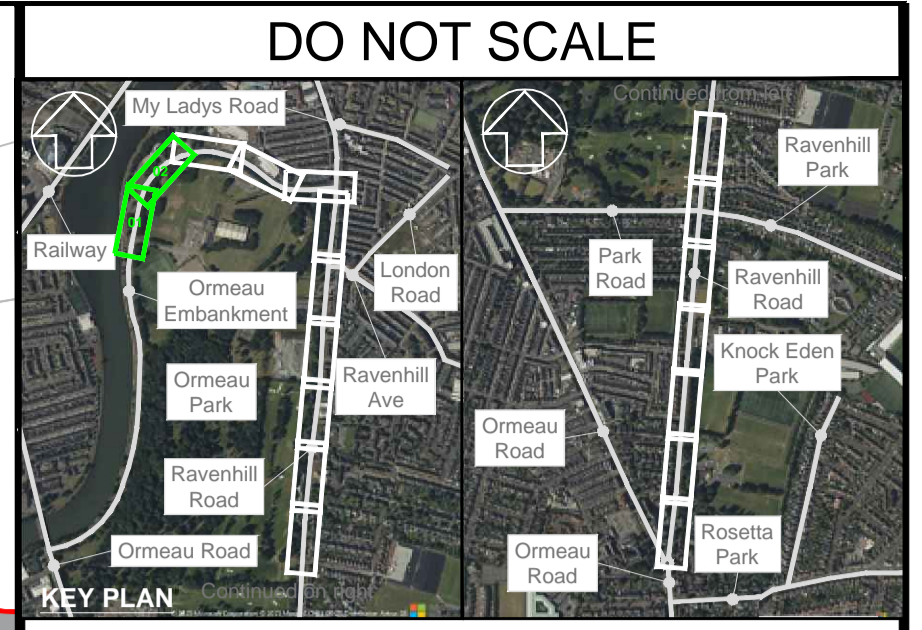 DO NOT SCALE
My Ladys Road
02
01
Railway
London
Road
Ormeau
Embankment
Ormeau
Park
Ravenhill
Ave
Ravenhill
Road
Ormeau Road
Continued on right
KEY PLAN
Continued from left
Ravenhill
Park
Park
Road
Ravenhill
Road
Knock Eden
Park
Ormeau
Road
Rosetta
Park
Ormeau
Road